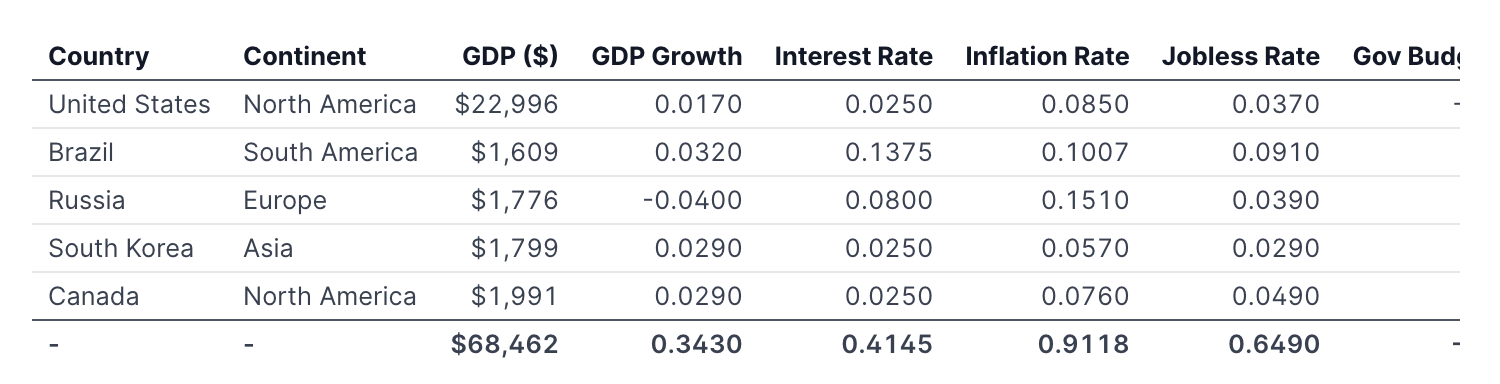 Country Continent GDP ($) GDP Growth Interest Rate Inflation Rate Jobless Rate Gov
United States North America $22,996 0.0170 0.0250 0.0850 0.0370 -
Brazil South America $1,609 0.0320 0.1375 0.1007 0.0910
Russia Europe $1,776 -0.0400 0.0800 0.1510 0.0390
South Korea Asia $1,799 0.0290 0.0250 0.0570 0.0290
Canada North America $1,991 0.0290 0.0250 0.0760 0.0490
- - $68,462 0.3430 0.4145 0.9118 0.6490 -